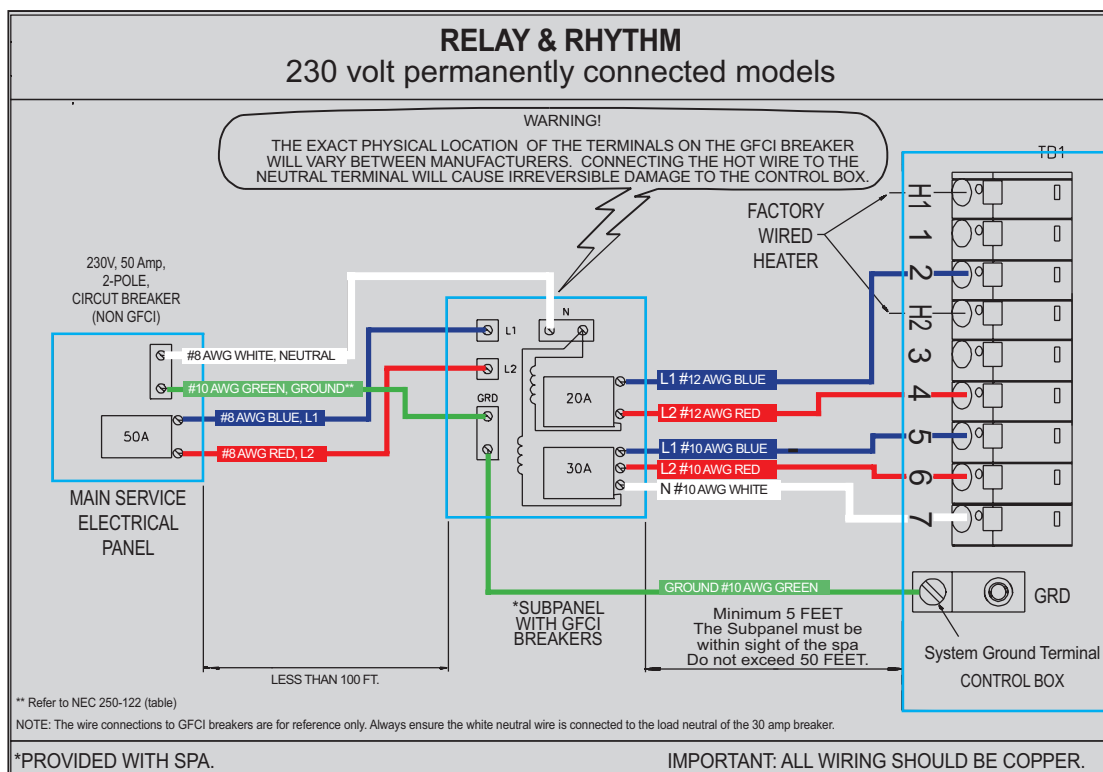 RELAY & RHYTHM
230 volt permanently connected models
WARNING!
THE EXACT PHYSICAL LOCATION OF THE TERMINALS ON THE GFCI BREAKER
WILL VARY BETWEEN MANUFACTURERS. CONNECTING THE HOT WIRE TO THE
NEUTRAL TERMINAL WILL CAUSE IRREVERSIBLE DAMAGE TO THE CONTROL BOX.
TB1
H1
1
2
H2
3
4
5
6
7
FACTORY
WIRED
HEATER
230V, 50 Amp,
2-POLE,
CIRCUT BREAKER
(NON GFCI)
#8 AWG WHITE, NEUTRAL
#10 AWG GREEN, GROUND**
#8 AWG BLUE, L1
#8 AWG RED, L2
50A
MAIN SERVICE
ELECTRICAL
PANEL
L1
N
L2
GRD
20A
30A
L1 #12 AWG BLUE
L2 #12 AWG RED
L1 #10 AWG BLUE
L2 #10 AWG RED
N #10 AWG WHITE
GROUND #10 AWG GREEN
GRD
*SUBPANEL
WITH GFCI
BREAKERS
Minimum 5 FEET
The Subpanel must be
within sight of the spa
Do not exceed 50 FEET.
System Ground Terminal
CONTROL BOX
LESS THAN 100 FT.
** Refer to NEC 250-122 (table)
NOTE: The wire connections to GFCI breakers are for reference only. Always ensure the white neutral wire is connected to the load neutral of the 30 amp breaker.
*PROVIDED WITH SPA.
IMPORTANT: ALL WIRING SHOULD BE COPPER.